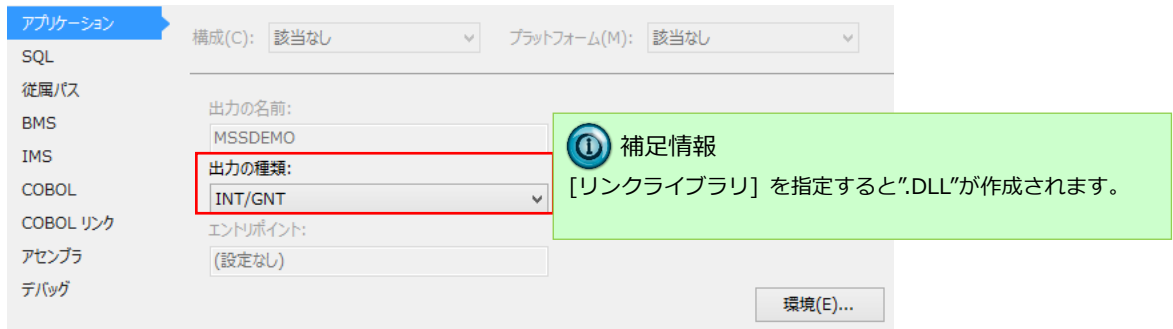 アプリケーション
SQL
従属パス
BMS
IMS
COBOL
COBOL リンク
アセンブラ
デバッグ
構成(C): 該当なし プラットフォーム(M): 該当なし
出力の名前:
MSSDEMO
出力の種類:
INT/GNT
エントリポイント:
(設定なし)
環境(E)...
補足情報
[リンクライブラリ] を指定すると”.DLL”が作成されます。